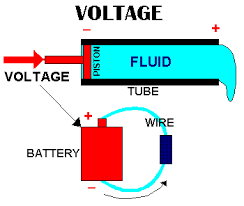 VOLTAGE
− +
PISTON
FLUID
VOLTAGE
TUBE
+
WIRE
BATTERY
−